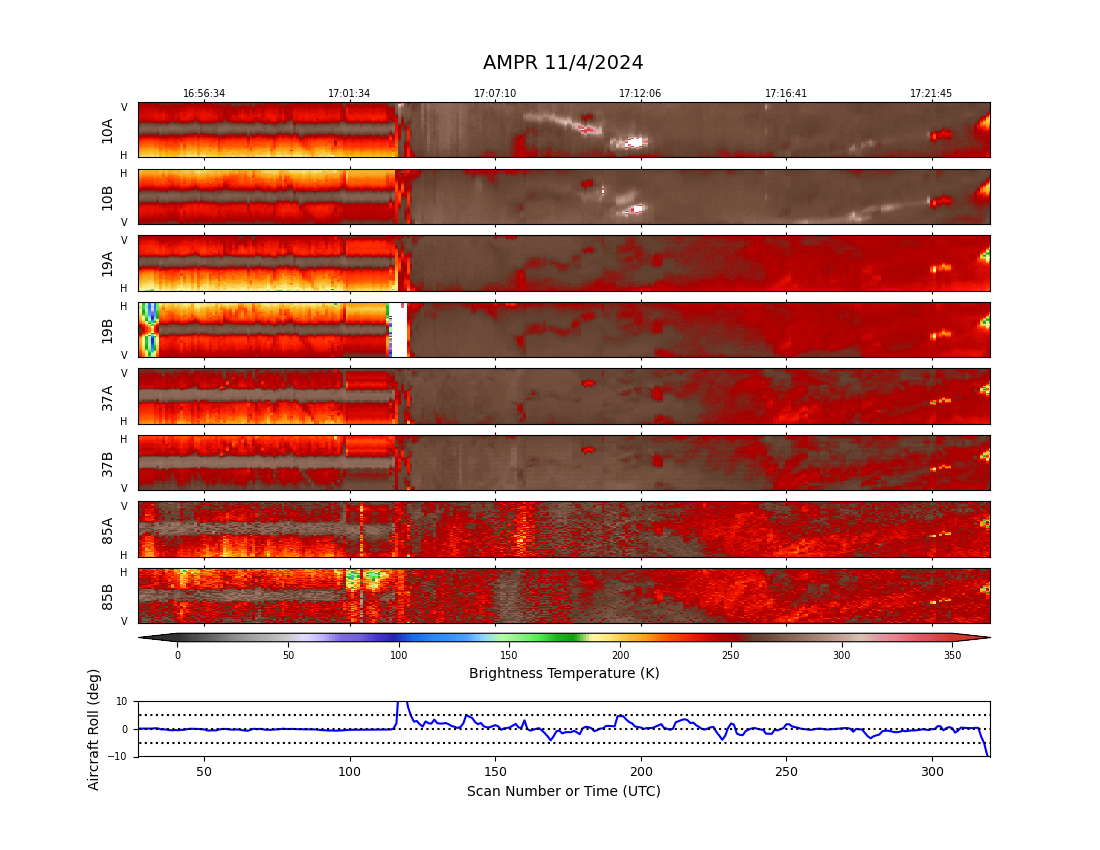 AMPR 11/4/2024
16:56:34 17:01:34 17:07:10 17:12:06 17:16:41 17:21:45
V
10A
H
H
10B
V
V
19A
H
H
19B
V
V
37A
H
H
37B
V
V
85A
H
H
85B
V
0 50 100 150 200 250 300 350
Brightness Temperature (K)
Aircraft Roll (deg)
10
0
−10
50 100 150 200 250 300
Scan Number or Time (UTC)